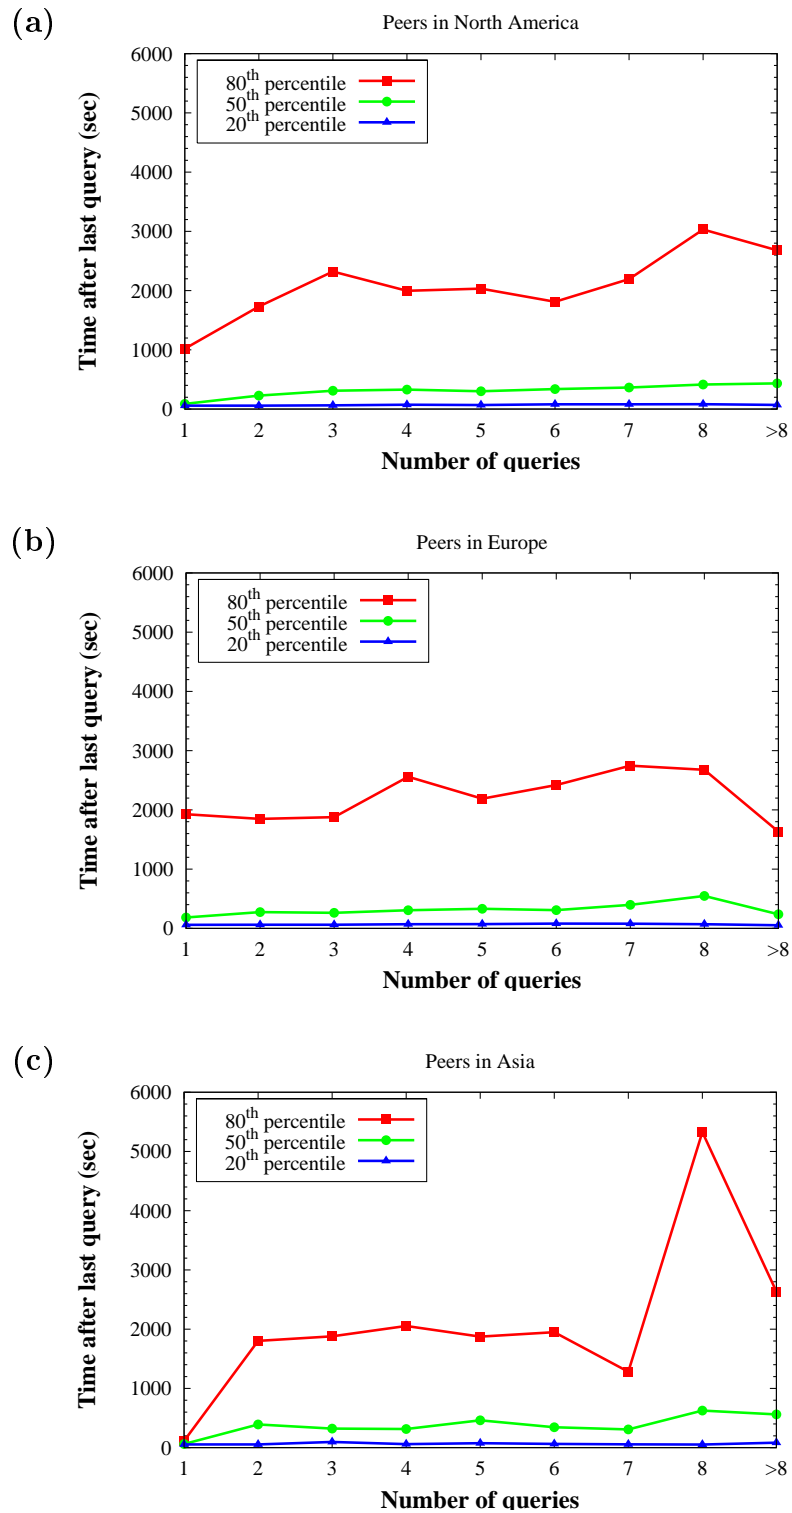 (a)
Peers in North America
6000
5000
4000
3000
2000
1000
0
Time after last query (sec)
80th percentile
50th percentile
20th percentile
1 2 3 4 5 6 7 8 >8
Number of queries
(b)
Peers in Europe
6000
5000
4000
3000
2000
1000
0
Time after last query (sec)
80th percentile
50th percentile
20th percentile
1 2 3 4 5 6 7 8 >8
Number of queries
(c)
Peers in Asia
6000
5000
4000
3000
2000
1000
0
Time after last query (sec)
80th percentile
50th percentile
20th percentile
1 2 3 4 5 6 7 8 >8
Number of queries